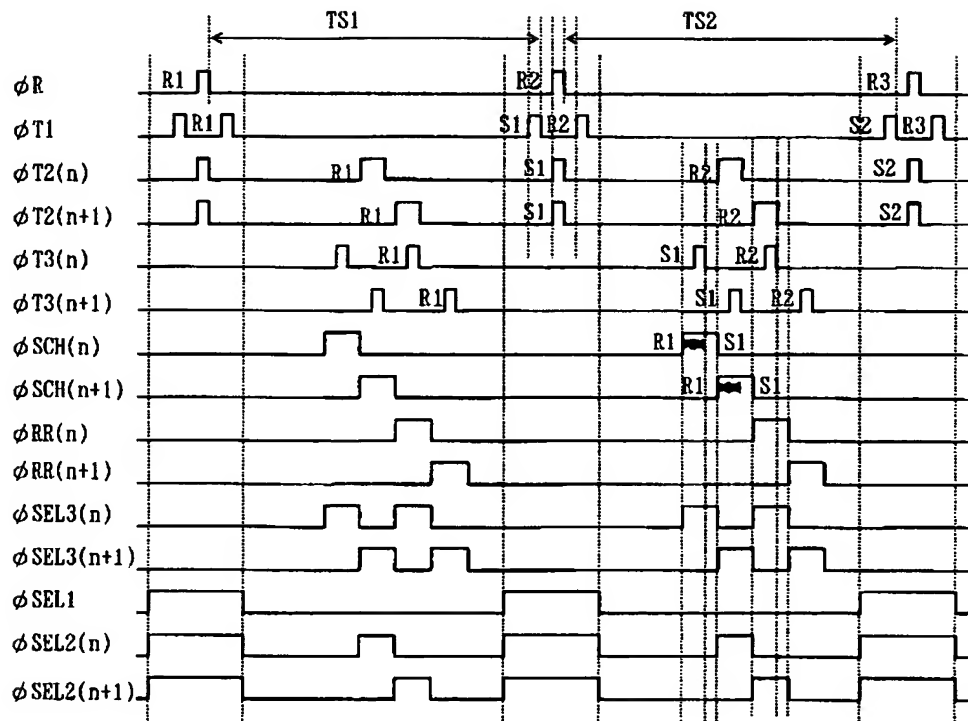 TS1 TS2
φR R1 R2 R3
φT1 R1 S1 R2 S2 R3
φT2(n) R1 S1 R2 S2
φT2(n+1) R1 S1 R2 S2
φT3(n) R1 S1 R2
φT3(n+1) R1 S1 R2
φSCH(n) R1 S1
φSCH(n+1) R1 S1
φRR(n)
φRR(n+1)
φSEL3(n)
φSEL3(n+1)
φSEL1
φSEL2(n)
φSEL2(n+1)